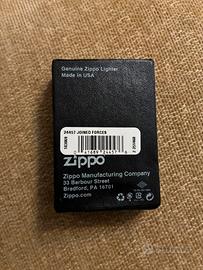 Genuine Zippo Lighter
Made in USA
24457 JOINED FORCES
zippo
Zippo Manufacturing Company
33 Barbour Street
Bradford, PA 16701
Zippo.com